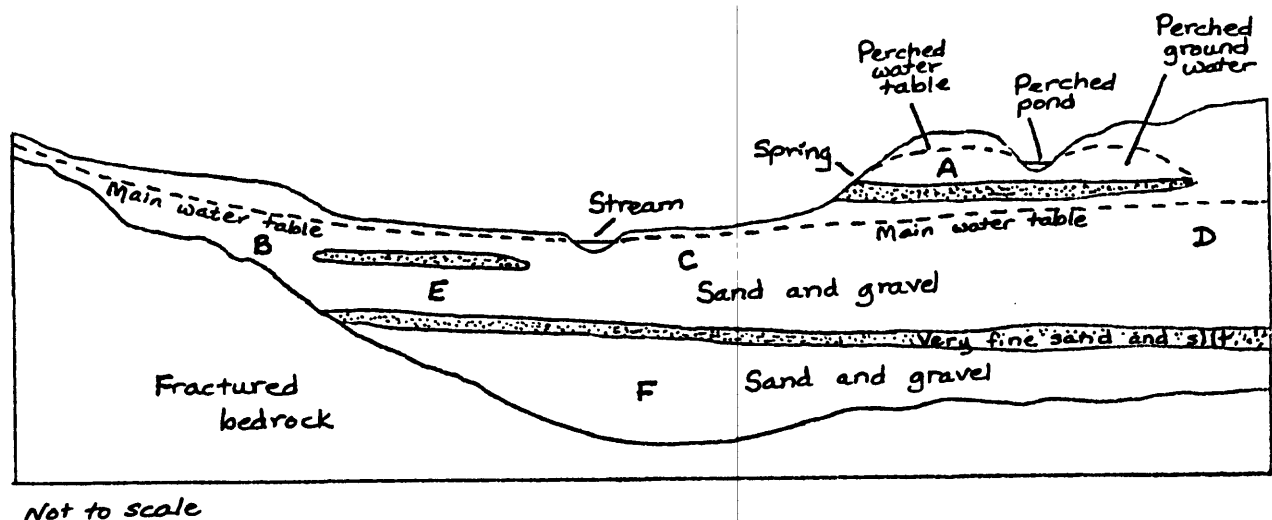 Perched
ground
water
Perched
water
table
Perched
pond
Spring
A
Main water table
Stream
Main water table
D
B
C
E
Sand and gravel
Very fine sand and silt
Fractured
bedrock
F
Sand and gravel
Not to scale